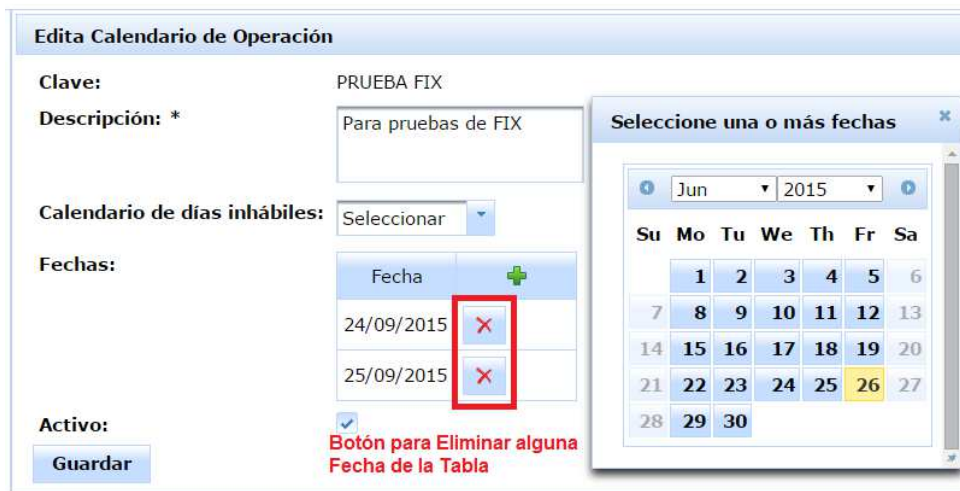 Edita Calendario de Operación
Clave: PRUEBA FIX
Descripción: * Para pruebas de FIX
Calendario de días inhábiles: Seleccionar
Fechas:
Fecha
24/09/2015
25/09/2015
Activo:
Botón para Eliminar alguna
Fecha de la Tabla
Guardar
Seleccione una o más fechas
Jun 2015
Su Mo Tu We Th Fr Sa
1 2 3 4 5 6
7 8 9 10 11 12 13
14 15 16 17 18 19 20
21 22 23 24 25 26 27
28 29 30